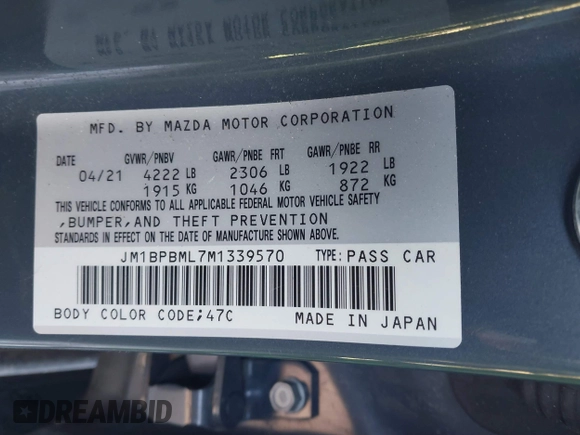 MFD. BY MAZDA MOTOR CORPORATION
DATE GVWR/PNBV GAWR/PNBE FRT GAWR/PNBE RR
04/21 4222 LB 2306 LB 1922 LB
1915 KG 1046 KG 872 KG
THIS VEHICLE CONFORMS TO ALL APPLICABLE FEDERAL MOTOR VEHICLE SAFETY
,BUMPER,AND THEFT PREVENTION
STANDARDS IN EFFECT ON THE DATE OF MANUFACTURE SHOWN ABOVE.
JM1BPBML7M1339570 TYPE:PASS CAR
BODY COLOR CODE;47C MADE IN JAPAN
DREAMBID